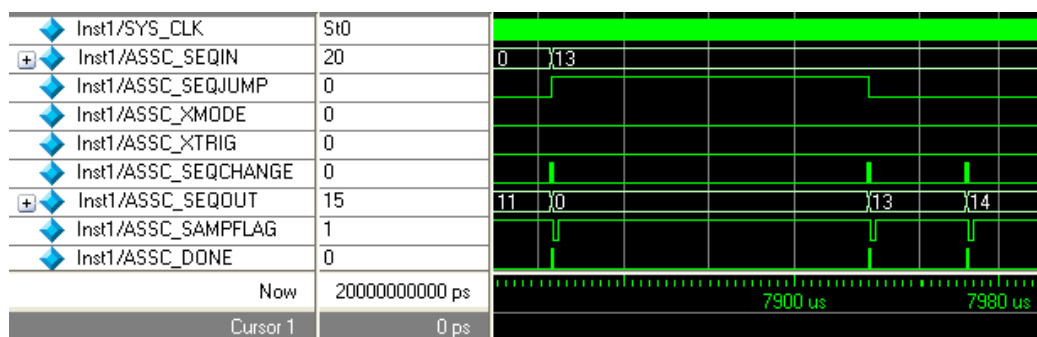 Inst1/SYS_CLK St0
Inst1/ASSC_SEQIN 20 0 13
Inst1/ASSC_SEQJUMP 0
Inst1/ASSC_XMODE 0
Inst1/ASSC_XTRIG 0
Inst1/ASSC_SEQCHANGE 0
Inst1/ASSC_SEQOUT 15 11 0 13 14
Inst1/ASSC_SAMPFLAG 1
Inst1/ASSC_DONE 0
Now 20000000000 ps 7900 us 7980 us
Cursor 1 0 ps